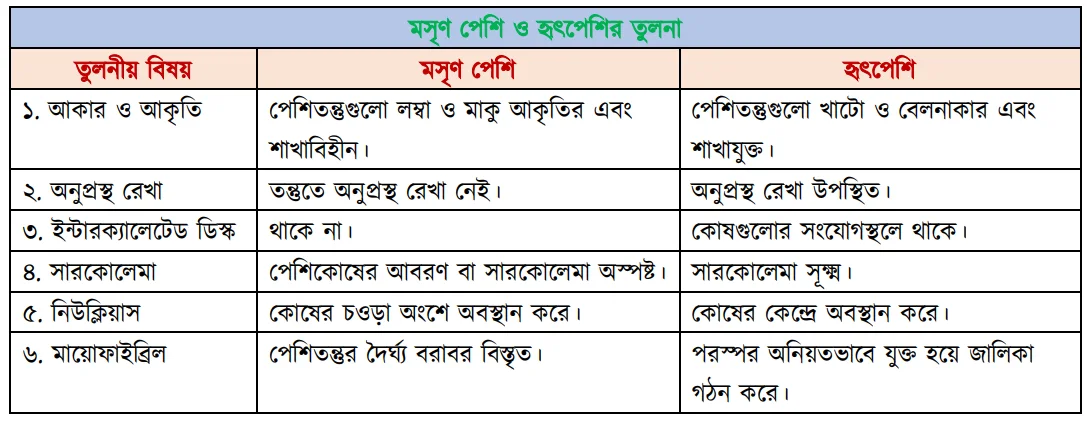 মসৃণ পেশি ও হৃৎপেশির তুলনা
তুলনীয় বিষয় মসৃণ পেশি হৃৎপেশি
১. আকার ও আকৃতি পেশিতন্তুগুলো লম্বা ও মাকু আকৃতির এবং পেশিতন্তুগুলো খাটো ও বেলনাকার এবং
শাখাবিহীন। শাখাযুক্ত।
২. অনুপ্রস্থ রেখা তন্তুতে অনুপ্রস্থ রেখা নেই। অনুপ্রস্থ রেখা উপস্থিত।
৩. ইন্টারক্যালেটেড ডিস্ক থাকে না। কোষগুলোর সংযোগস্থলে থাকে।
৪. সারকোলেমা পেশিকোষের আবরণ বা সারকোলেমা অস্পষ্ট। সারকোলেমা সূক্ষ্ম।
৫. নিউক্লিয়াস কোষের চওড়া অংশে অবস্থান করে। কোষের কেন্দ্রে অবস্থান করে।
৬. মায়োফাইব্রিল পেশিতন্তুর দৈর্ঘ্য বরাবর বিস্তৃত। পরস্পর অনিয়তভাবে যুক্ত হয়ে জালিকা
গঠন করে।